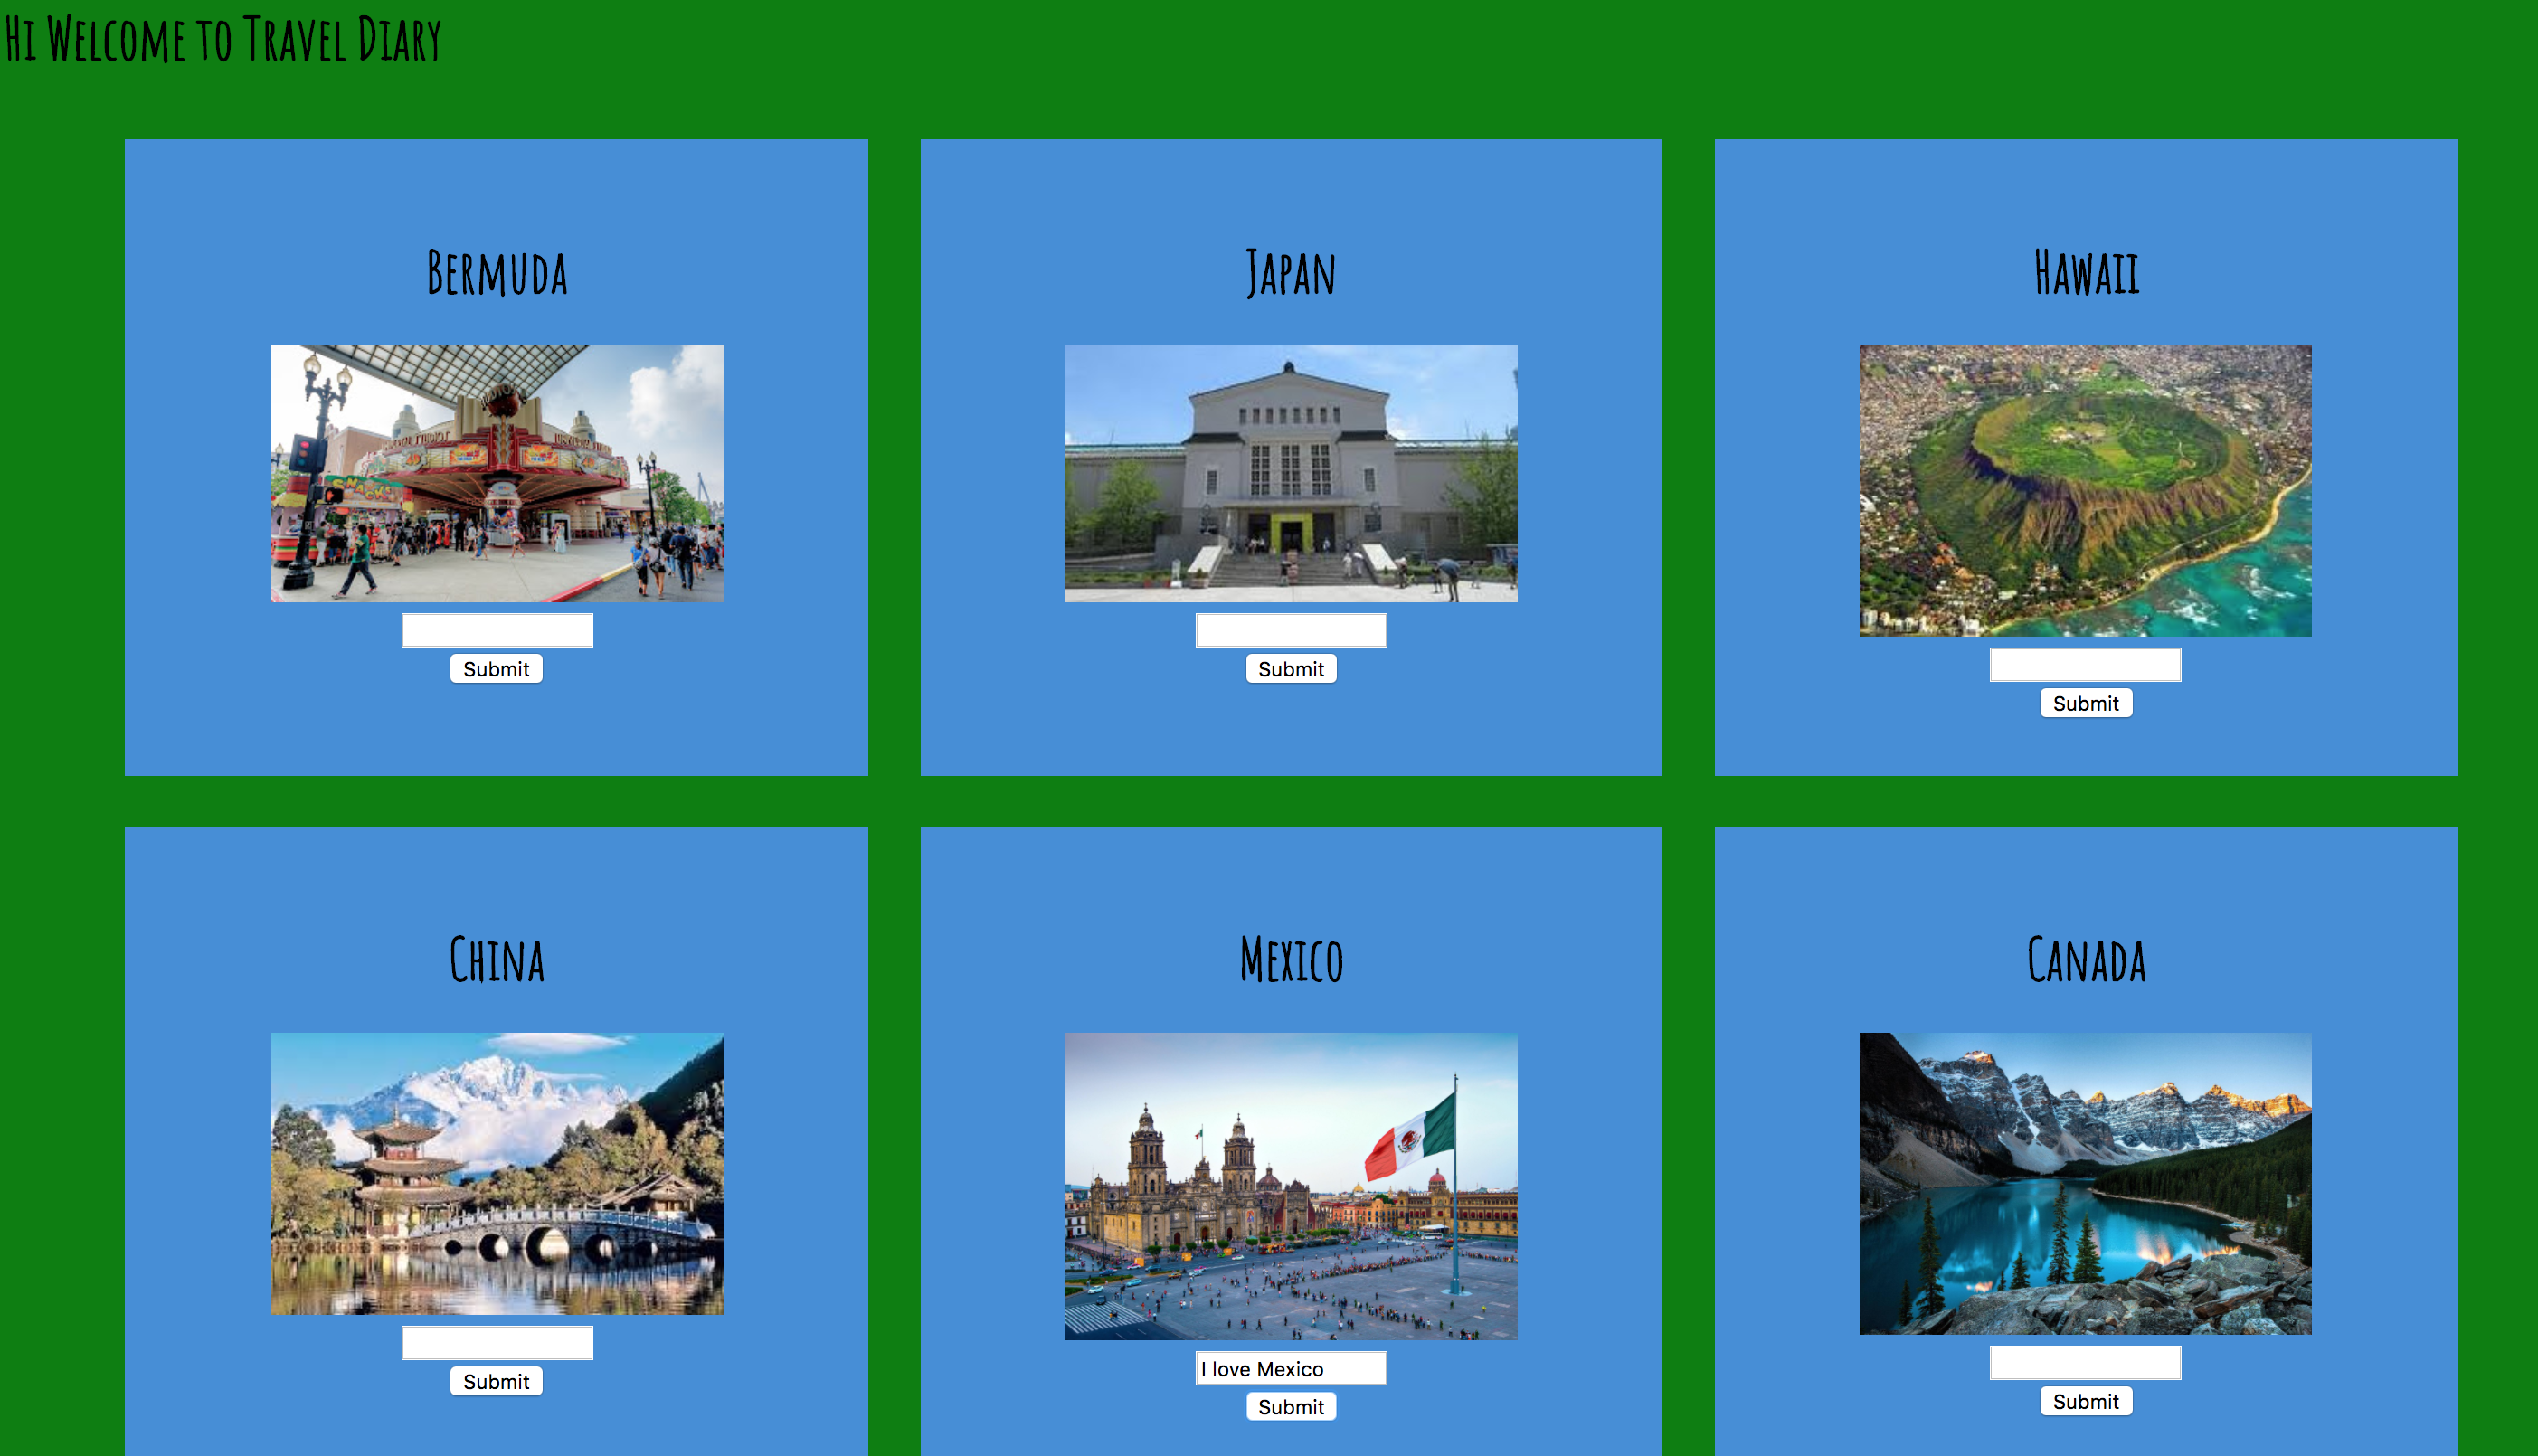 Hi Welcome to Travel Diary
Bermuda
Japan
Hawaii
Submit
Submit
Submit
China
Mexico
Canada
Submit
I love Mexico
Submit
Submit